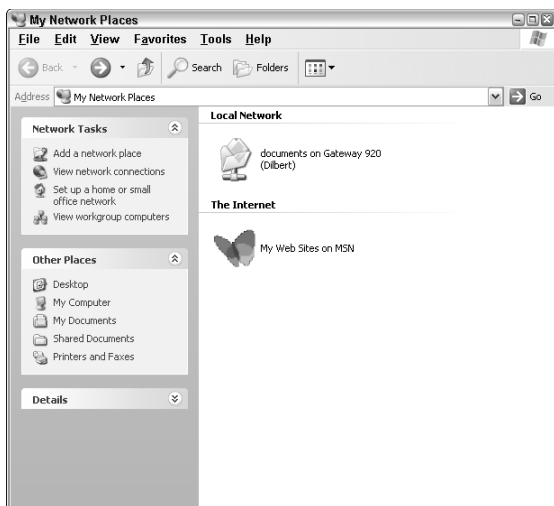 My Network Places
File Edit View Favorites Tools Help
Back Search Folders
Address My Network Places Go
Network Tasks
Add a network place
View network connections
Set up a home or small
office network
View workgroup computers
Other Places
Desktop
My Computer
My Documents
Shared Documents
Printers and Faxes
Details
Local Network
documents on Gateway 920
(Dilbert)
The Internet
My Web Sites on MSN